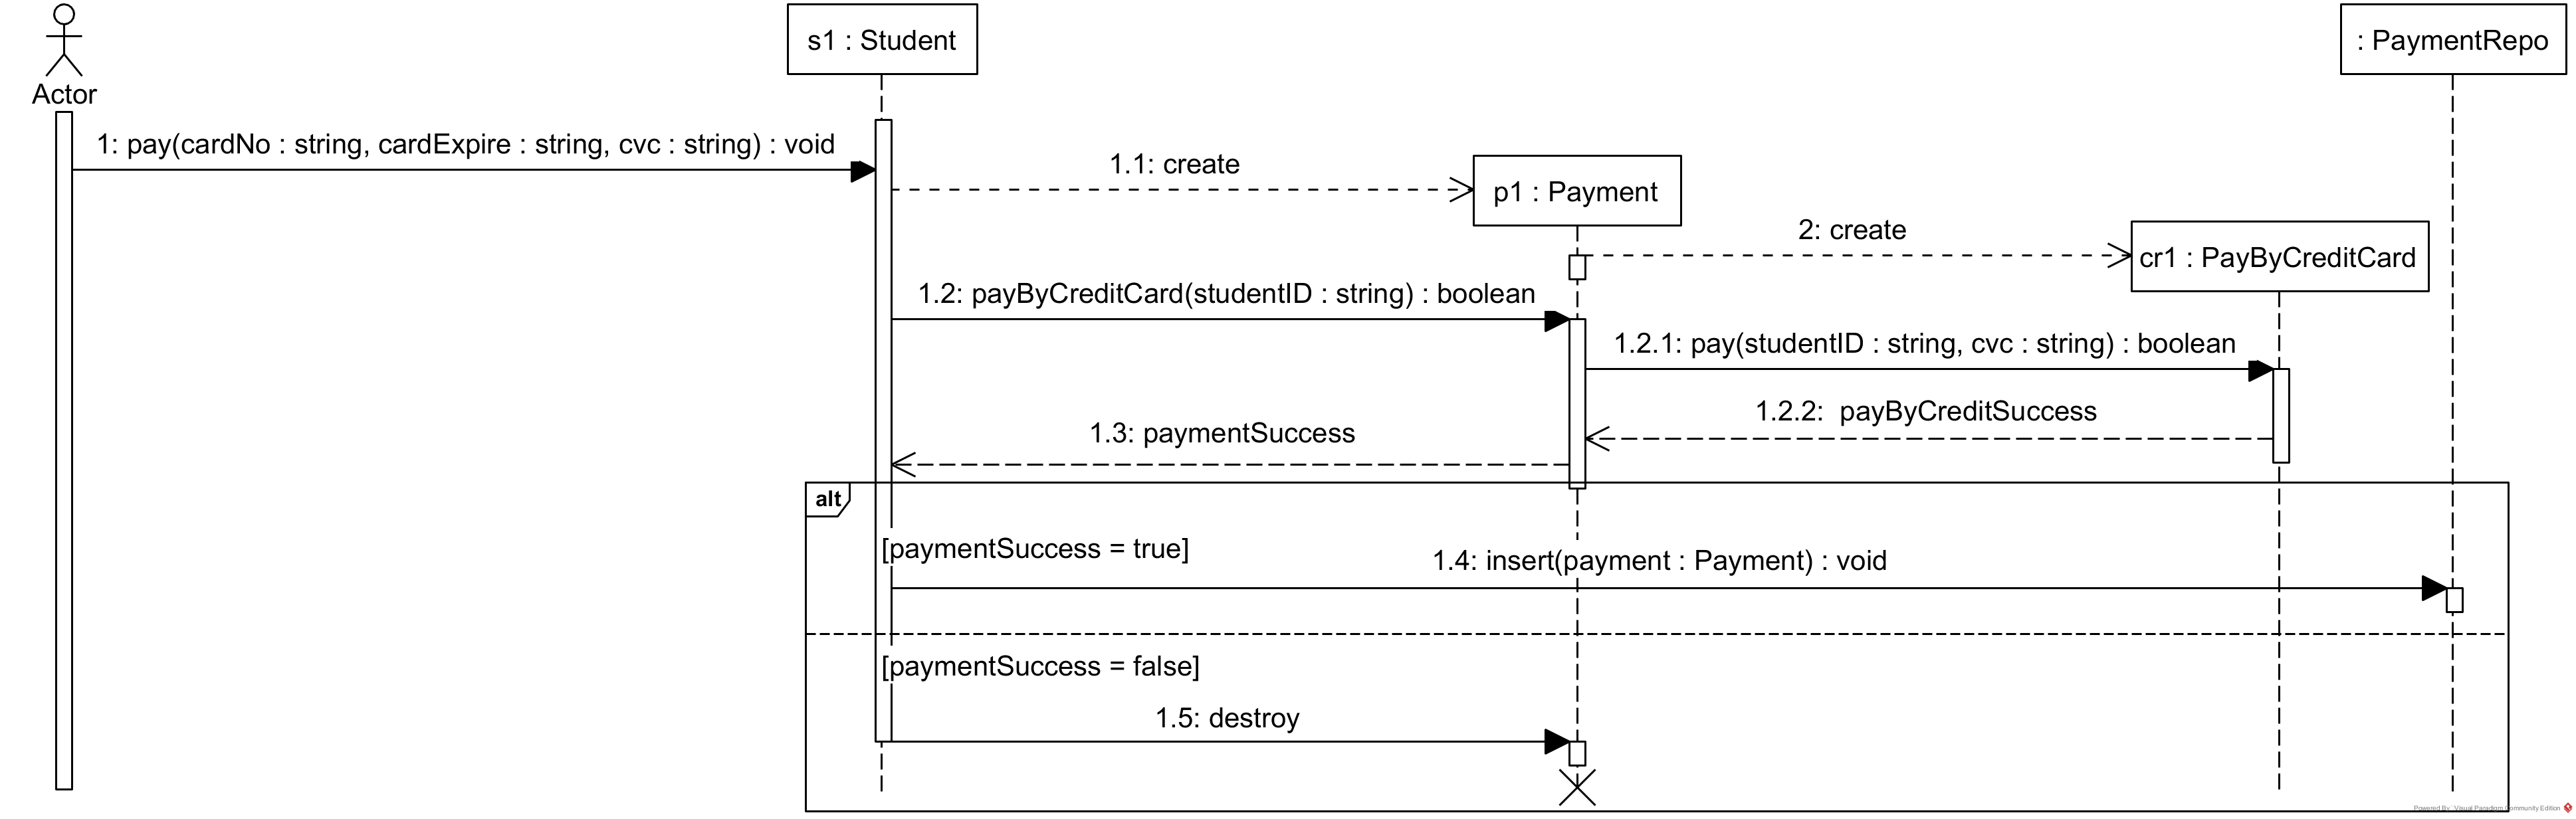 s1 : Student
: PaymentRepo
Actor
1: pay(cardNo : string, cardExpire : string, cvc : string) : void
1.1: create
p1 : Payment
2: create
cr1 : PayByCreditCard
1.2: payByCreditCard(studentID : string) : boolean
1.2.1: pay(studentID : string, cvc : string) : boolean
1.2.2:  payByCreditSuccess
1.3: paymentSuccess
alt
[paymentSuccess = true]
1.4: insert(payment : Payment) : void
[paymentSuccess = false]
1.5: destroy
Powered By Visual Paradigm Community Edition